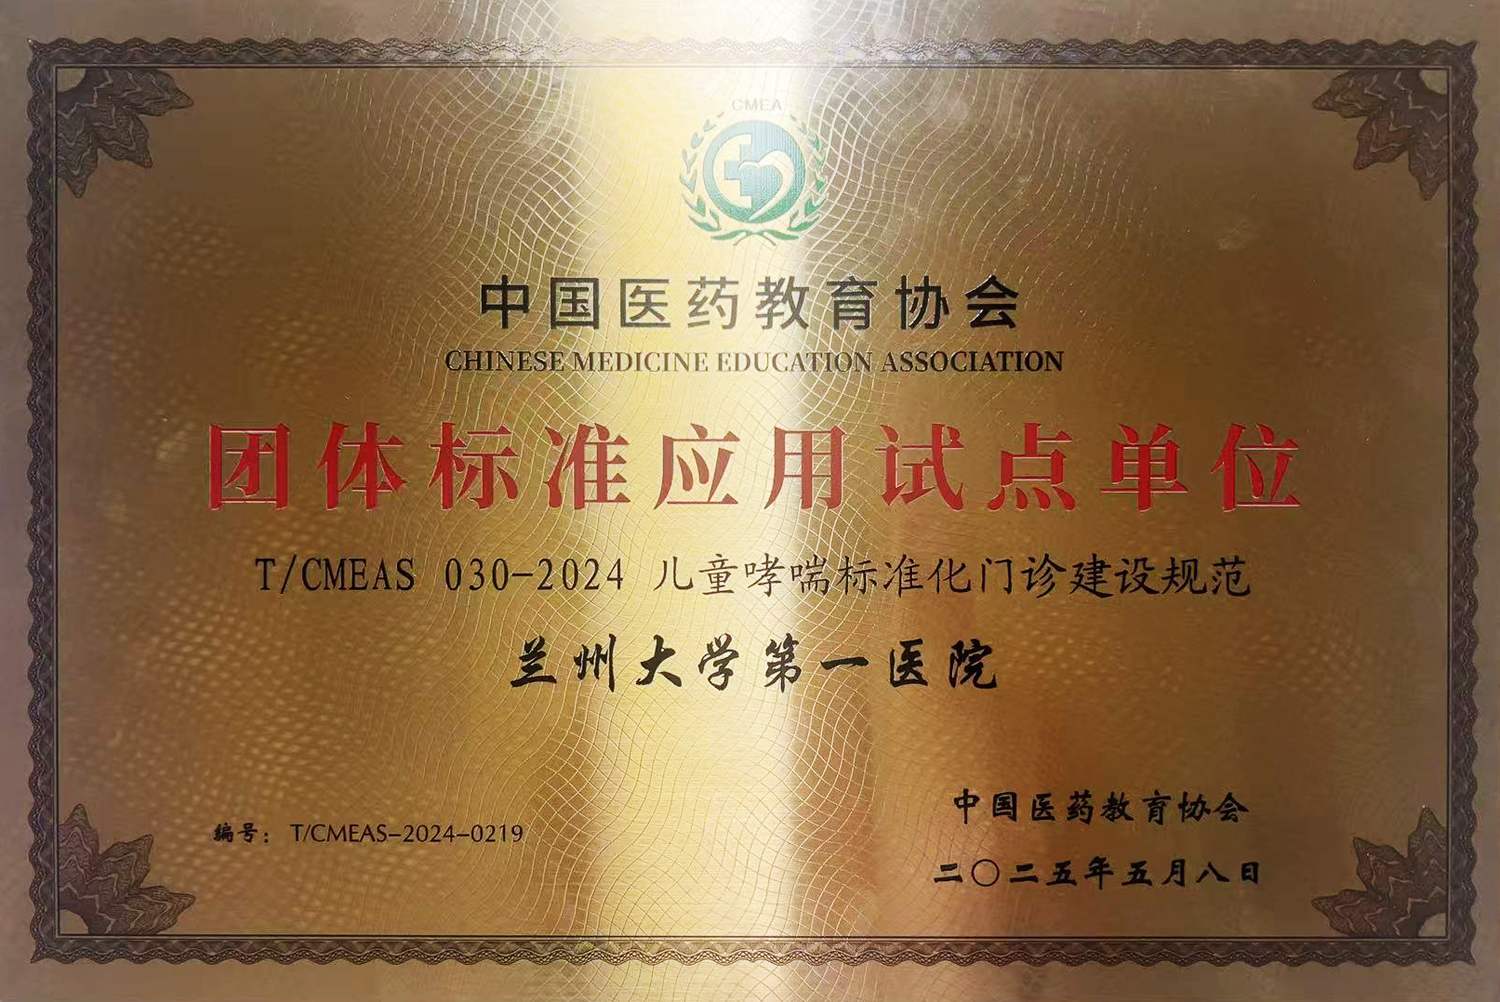 CMEA
中国医药教育协会
CHINESE MEDICINE EDUCATION ASSOCIATION
团体标准应用试点单位
T/CMEAS 030-2024 儿童哮喘标准化门诊建设规范
兰州大学第一医院
编号：T/CMEAS-2024-0219
中国医药教育协会
二〇二五年五月八日